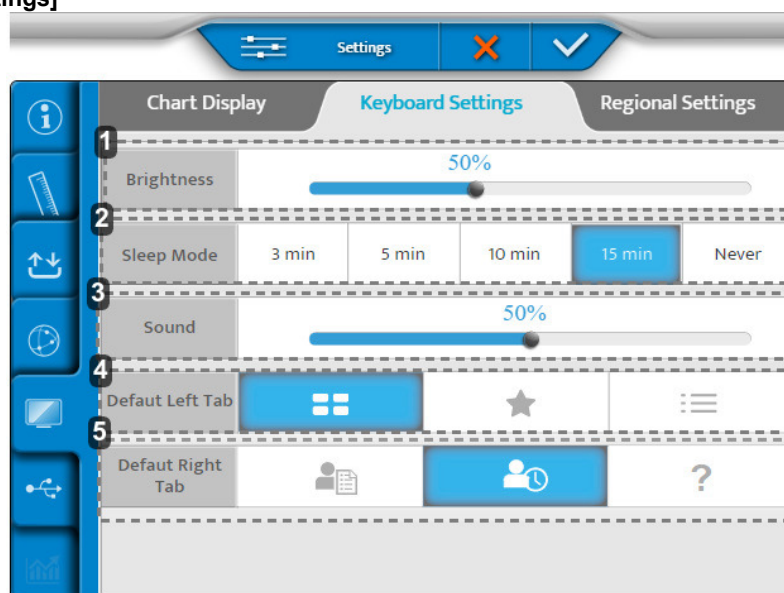 ings]
Settings
Chart Display Keyboard Settings Regional Settings
1
50%
Brightness
2
Sleep Mode 3 min 5 min 10 min 15 min Never
3
50%
Sound
4
Defaut Left Tab
5
Defaut Right
Tab
?